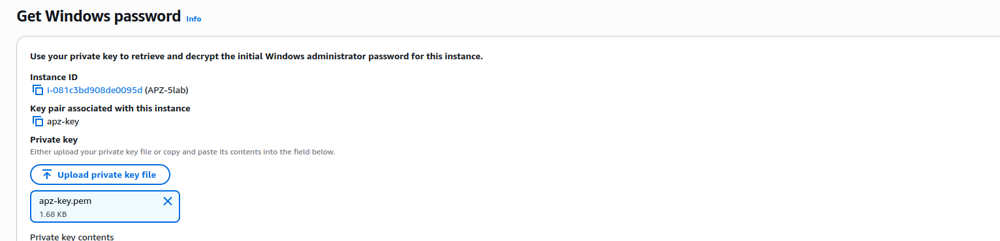 Get Windows password Info
Use your private key to retrieve and decrypt the initial Windows administrator password for this instance.
Instance ID
i-081c3bd908de0095d (APZ-5lab)
Key pair associated with this instance
apz-key
Private key
Either upload your private key file or copy and paste its contents into the field below.
Upload private key file
apz-key.pem
1.68 KB
Private key contents